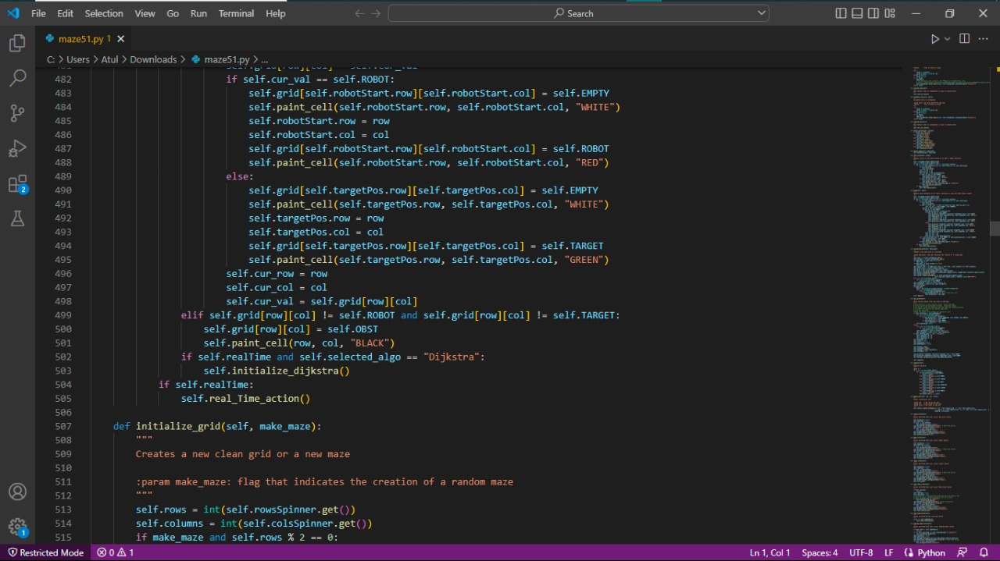 File Edit Selection View Go Run Terminal Help Search
maze51.py 1
C: > Users > Atul > Downloads > maze51.py > ...
482 if self.cur_val == self.ROBOT:
483 self.grid[self.robotStart.row][self.robotStart.col] = self.EMPTY
484 self.paint_cell(self.robotStart.row, self.robotStart.col, "WHITE")
485 self.robotStart.row = row
486 self.robotStart.col = col
487 self.grid[self.robotStart.row][self.robotStart.col] = self.ROBOT
488 self.paint_cell(self.robotStart.row, self.robotStart.col, "RED")
489 else:
490 self.grid[self.targetPos.row][self.targetPos.col] = self.EMPTY
491 self.paint_cell(self.targetPos.row, self.targetPos.col, "WHITE")
492 self.targetPos.row = row
493 self.targetPos.col = col
494 self.grid[self.targetPos.row][self.targetPos.col] = self.TARGET
495 self.paint_cell(self.targetPos.row, self.targetPos.col, "GREEN")
496 self.cur_row = row
497 self.cur_col = col
498 self.cur_val = self.grid[row][col]
499 elif self.grid[row][col] != self.ROBOT and self.grid[row][col] != self.TARGET:
500 self.grid[row][col] = self.OBST
501 self.paint_cell(row, col, "BLACK")
502 if self.realTime and self.selected_algo == "Dijkstra":
503 self.initialize_dijkstra()
504 if self.realTime:
505 self.real_Time_action()
506
507 def initialize_grid(self, make_maze):
508 """
509 Creates a new clean grid or a new maze
510
511 :param make_maze: flag that indicates the creation of a random maze
512 """
513 self.rows = int(self.rowsSpinner.get())
514 self.columns = int(self.colsSpinner.get())
515 if make_maze and self.rows % 2 == 0:
2
1
Restricted Mode 0 1 Ln 1, Col 1 Spaces: 4 UTF-8 LF Python